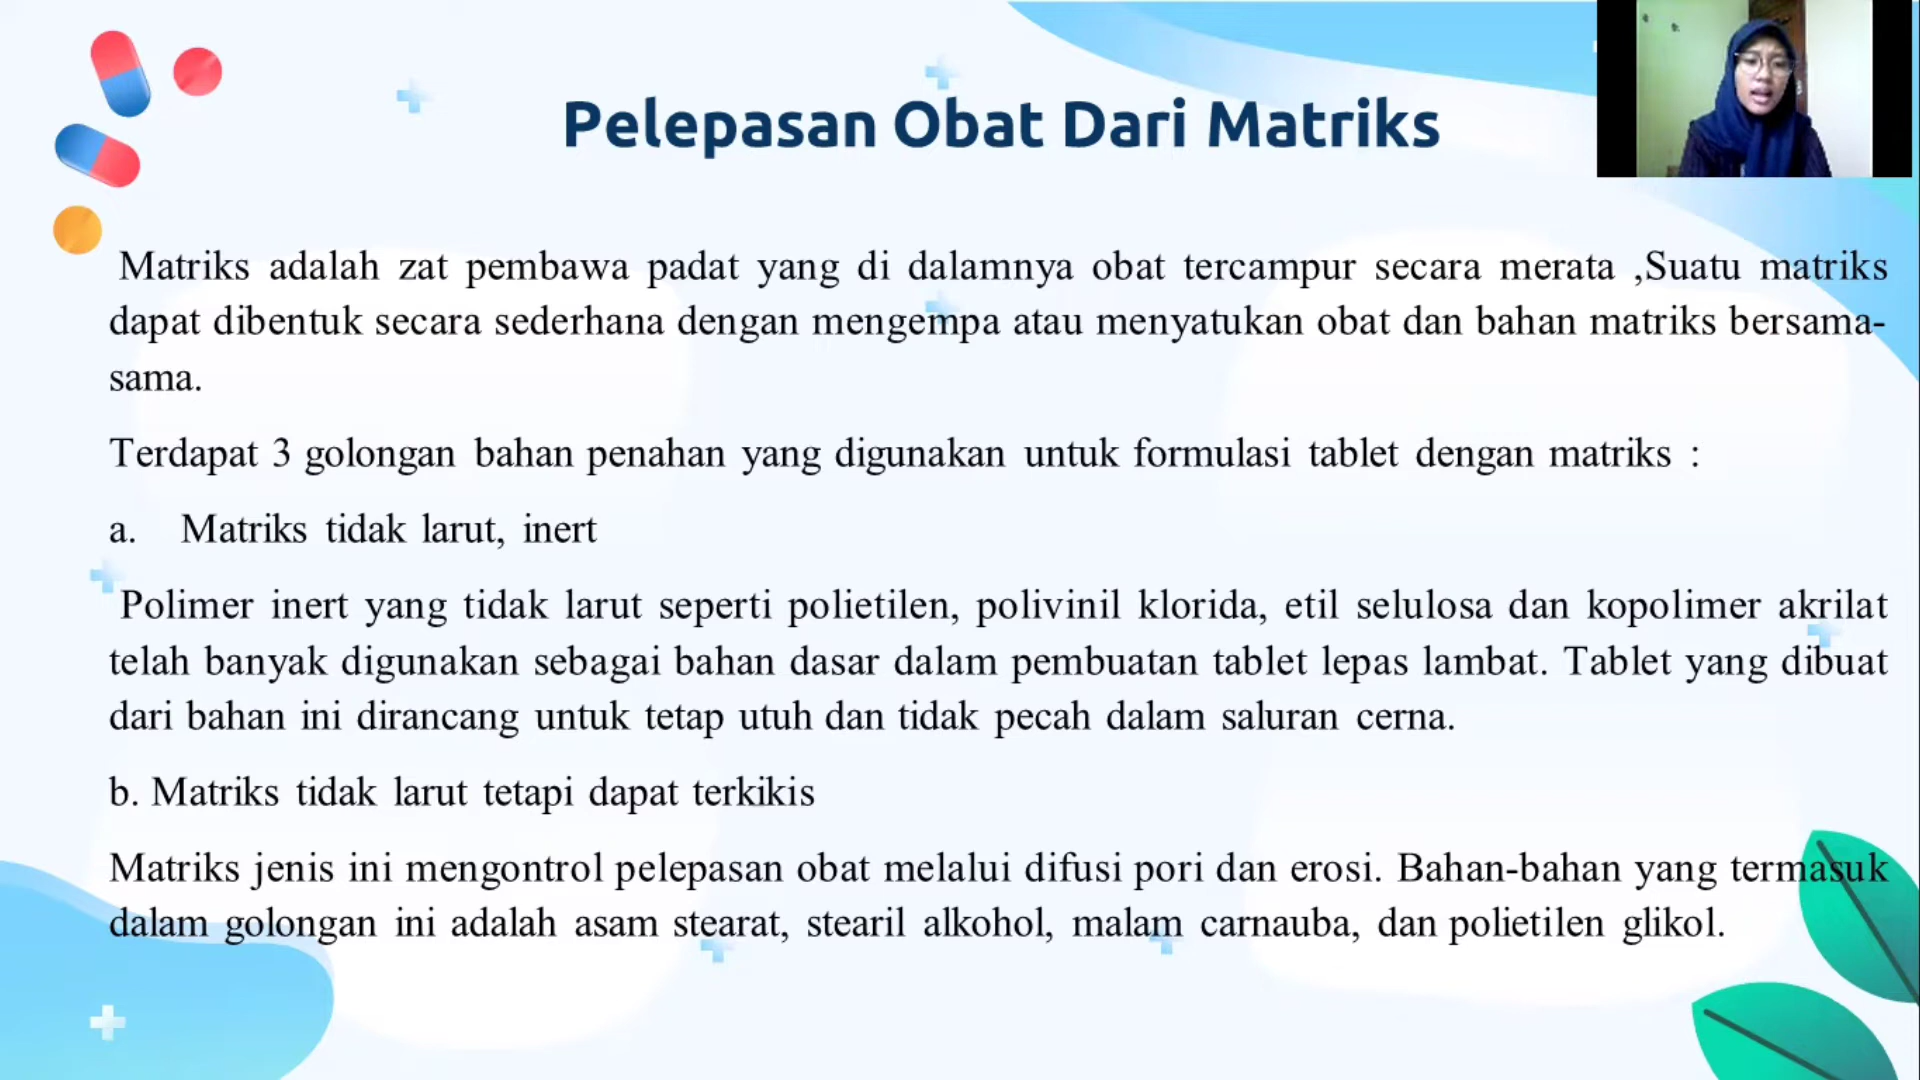 Pelepasan Obat Dari Matriks
Matriks adalah zat pembawa padat yang di dalamnya obat tercampur secara merata ,Suatu matriks
dapat dibentuk secara sederhana dengan mengempa atau menyatukan obat dan bahan matriks bersama-
sama.
Terdapat 3 golongan bahan penahan yang digunakan untuk formulasi tablet dengan matriks :
a. Matriks tidak larut, inert
Polimer inert yang tidak larut seperti polietilen, polivinil klorida, etil selulosa dan kopolimer akrilat
telah banyak digunakan sebagai bahan dasar dalam pembuatan tablet lepas lambat. Tablet yang dibuat
dari bahan ini dirancang untuk tetap utuh dan tidak pecah dalam saluran cerna.
b. Matriks tidak larut tetapi dapat terkikis
Matriks jenis ini mengontrol pelepasan obat melalui difusi pori dan erosi. Bahan-bahan yang termasuk
dalam golongan ini adalah asam stearat, stearil alkohol, malam carnauba, dan polietilen glikol.